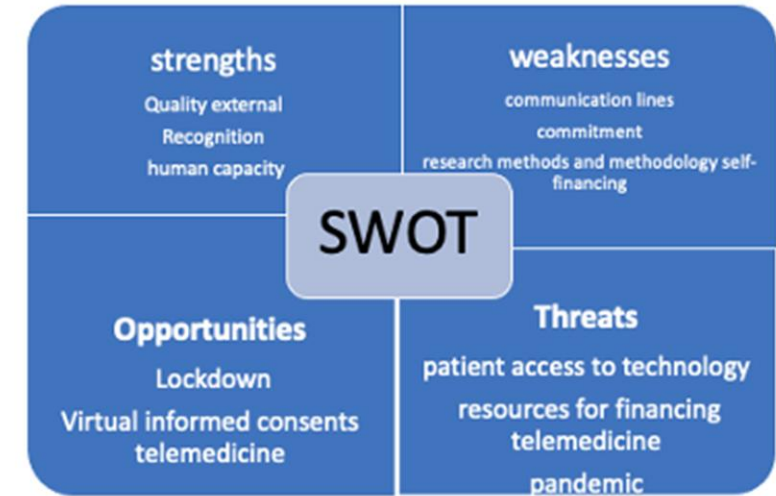 strengths
Quality external
Recognition
human capacity
weaknesses
communication lines
commitment
research methods and methodology self-
financing
SWOT
Opportunities
Lockdown
Virtual informed consents
telemedicine
Threats
patient access to technology
resources for financing
telemedicine
pandemic